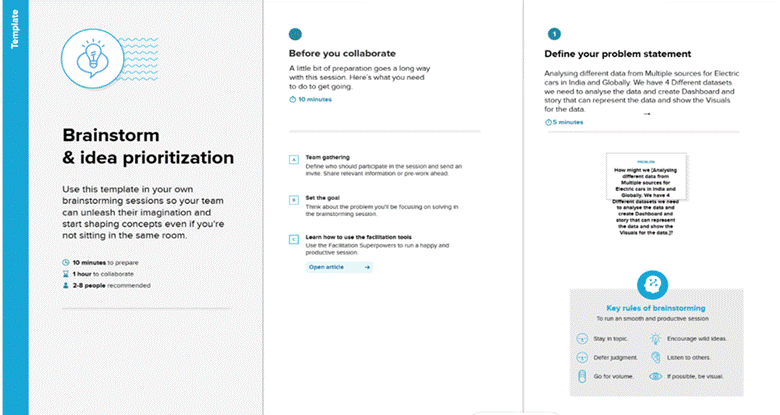 Template
Brainstorm
& idea prioritization
Use this template in your own
brainstorming sessions so your team
can unleash their imagination and
start shaping concepts even if you're
not sitting in the same room.
10 minutes to prepare
1 hour to collaborate
2-8 people recommended
Before you collaborate
A little bit of preparation goes a long way
with this session. Here's what you need
to do to get going.
10 minutes
A
Team gathering
Define who should participate in the session and send an
invite. Share relevant information or pre-work ahead.
B
Set the goal
Think about the problem you'll be focusing on solving in
the brainstorming session.
C
Learn how to use the facilitation tools
Use the Facilitation Superpowers to run a happy and
productive session.
Open article →
1
Define your problem statement
Analysing different data from Multiple sources for Electric
cars in India and Globally. We have 4 Different datasets
we need to analyse the data and create Dashboard and
story that can represent the data and show the Visuals
for the data.
→
5 minutes
PROBLEM
How might we [Analysing
different data from
Multiple sources for
Electric cars in India and
Globally. We have 4
Different datasets we need
to analyse the data and
create Dashboard and
story that can represent
the data and show the
Visuals for the data.]?
Key rules of brainstorming
To run an smooth and productive session
Stay in topic.
Encourage wild ideas.
Defer judgment.
Listen to others.
Go for volume.
If possible, be visual.